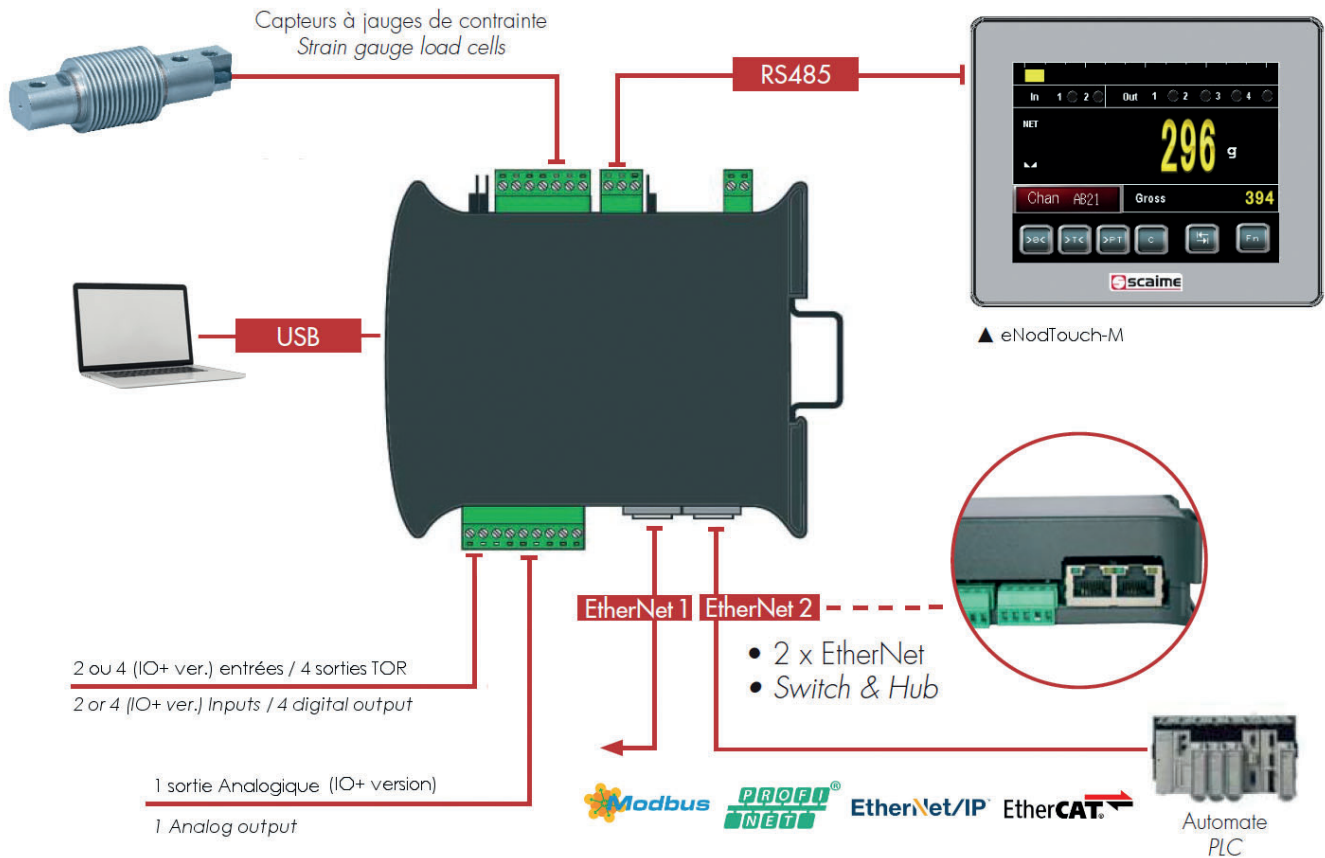 Capteurs à jauges de contrainte
Strain gauge load cells
RS485
In 1 2 Out 1 2 3 4
NET
296 g
Chan AB21 Gross 394
>0< >T< >PT C Fn
scaime
▲ eNodTouch-M
USB
EtherNet 1 EtherNet 2
• 2 x EtherNet
• Switch & Hub
2 ou 4 (IO+ ver.) entrées / 4 sorties TOR
2 or 4 (IO+ ver.) Inputs / 4 digital output
1 sortie Analogique (IO+ version)
1 Analog output
Modbus
PROFI
NET®
EtherNet/IP
EtherCAT®
Automate
PLC